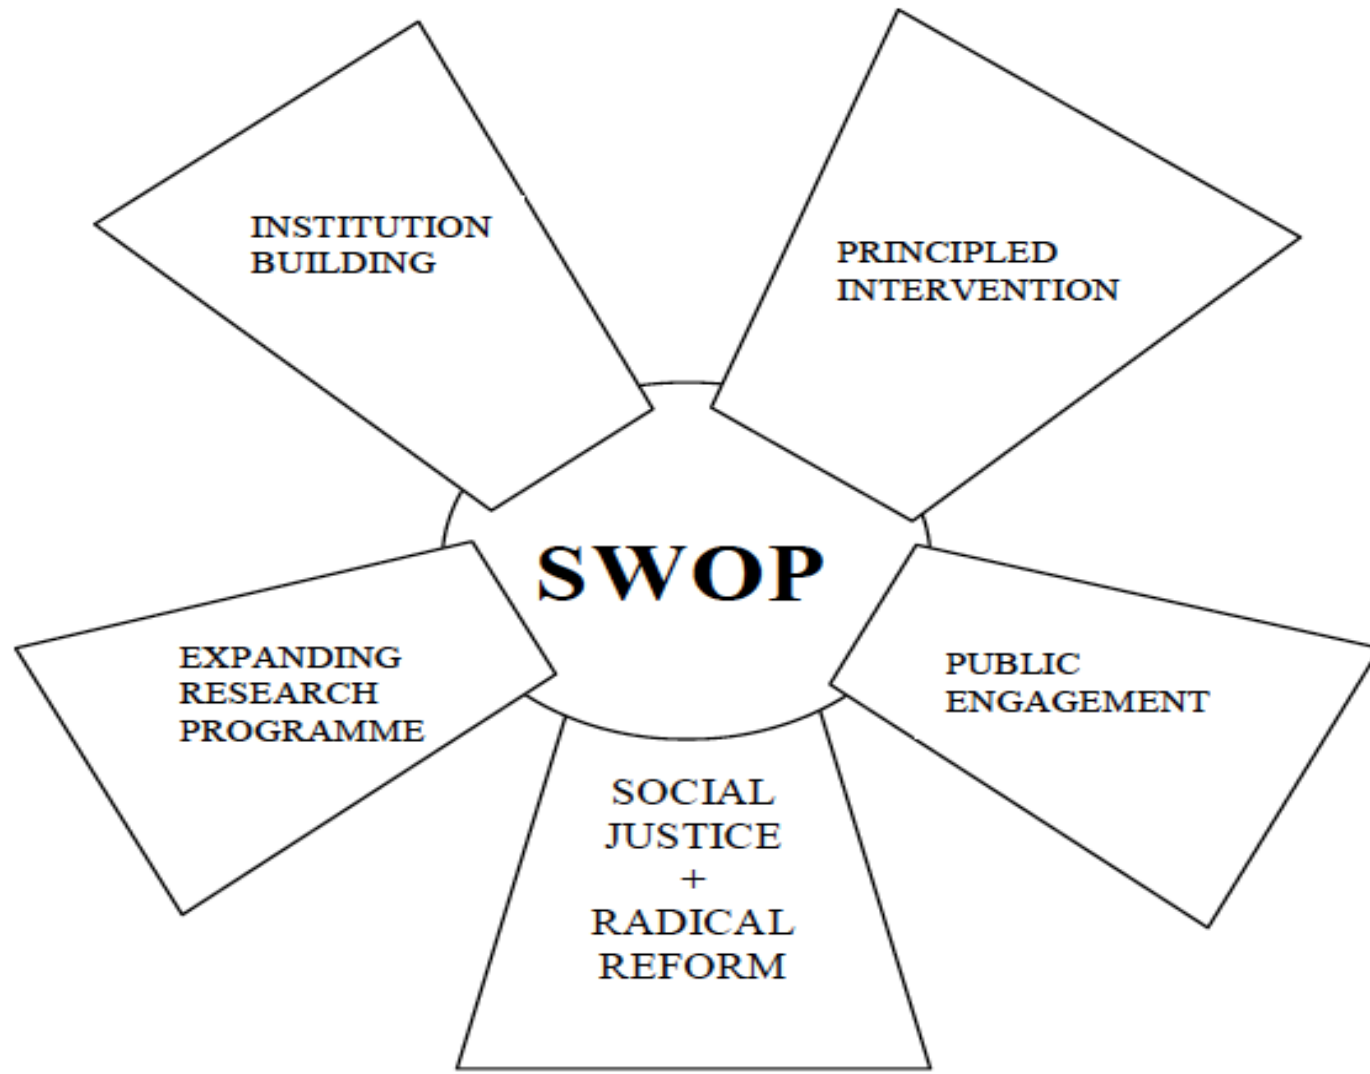 INSTITUTION
BUILDING
PRINCIPLED
INTERVENTION
SWOP
EXPANDING
RESEARCH
PROGRAMME
PUBLIC
ENGAGEMENT
SOCIAL
JUSTICE
+
RADICAL
REFORM